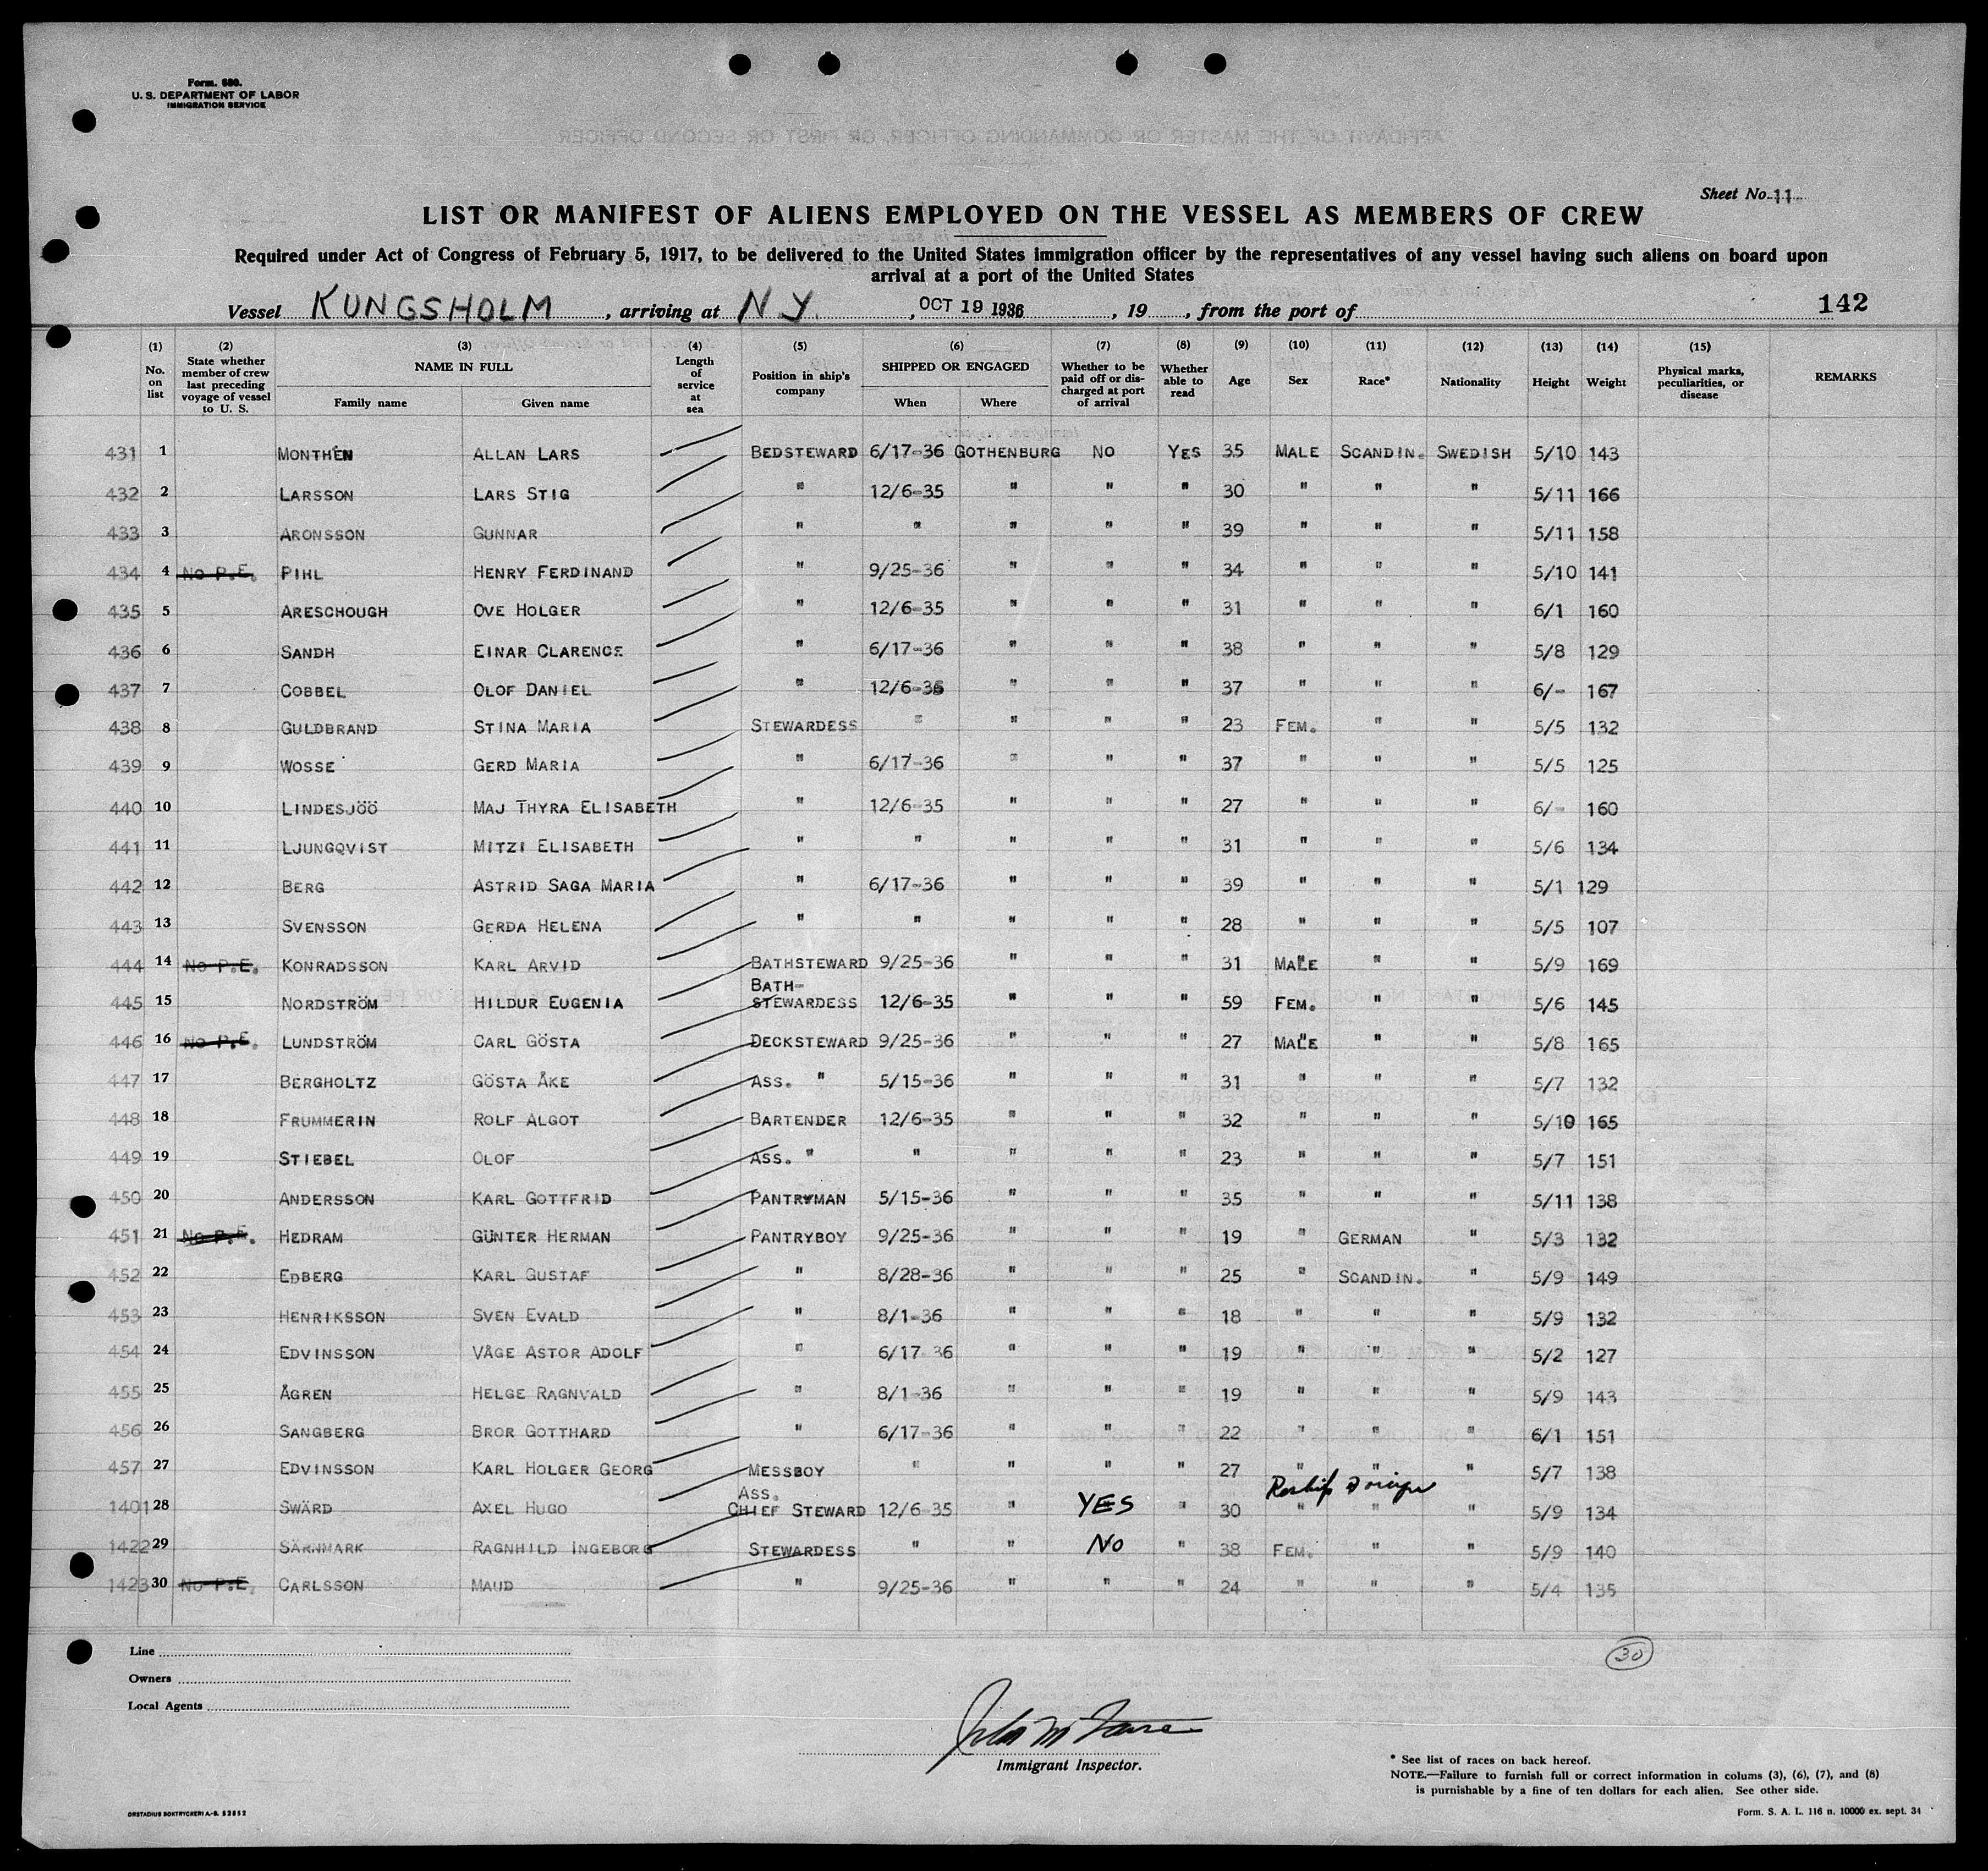 Form. 680.
U. S. DEPARTMENT OF LABOR
IMMIGRATION SERVICE
Sheet No. 11
LIST OR MANIFEST OF ALIENS EMPLOYED ON THE VESSEL AS MEMBERS OF CREW
Required under Act of Congress of February 5, 1917, to be delivered to the United States immigration officer by the representatives of any vessel having such aliens on board upon
arrival at a port of the United States
Vessel KUNGSHOLM, arriving at N Y., OCT 19 1936, 19, from the port of 142
(1) No. on list (2) State whether member of crew last preceding voyage of vessel to U. S. (3) NAME IN FULL Family name Given name (4) Length of service at sea (5) Position in ship's company (6) SHIPPED OR ENGAGED When Where (7) Whether to be paid off or discharged at port of arrival (8) Whether able to read (9) Age (10) Sex (11) Race* (12) Nationality (13) Height (14) Weight (15) Physical marks, peculiarities, or disease REMARKS
431 1 MONTHEN ALLAN LARS BEDSTEWARD 6/17-36 GOTHENBURG NO YES 35 MALE SCANDIN. SWEDISH 5/10 143
432 2 LARSSON LARS STIG " 12/6-35 " " " 30 " " " 5/11 166
433 3 ARONSSON GUNNAR " " " " " 39 " " " 5/11 158
434 4 No P.E. PIHL HENRY FERDINAND " 9/25-36 " " " 34 " " " 5/10 141
435 5 ARESCHOUGH OVE HOLGER " 12/6-35 " " " 31 " " " 6/1 160
436 6 SANDH EINAR CLARENCE " 6/17-36 " " " 38 " " " 5/8 129
437 7 COBBEL OLOF DANIEL " 12/6-35 " " " 37 " " " 6/- 167
438 8 GULDBRAND STINA MARIA STEWARDESS " " " " 23 FEM. " " 5/5 132
439 9 WOSSE GERD MARIA " 6/17-36 " " " 37 " " " 5/5 125
440 10 LINDESJÖÖ MAJ THYRA ELISABETH " 12/6-35 " " " 27 " " " 6/- 160
441 11 LJUNGQVIST MITZI ELISABETH " " " " " 31 " " " 5/6 134
442 12 BERG ASTRID SAGA MARIA " 6/17-36 " " " 39 " " " 5/1 129
443 13 SVENSSON GERDA HELENA " " " " " 28 " " " 5/5 107
444 14 No P.E. KONRADSSON KARL ARVID BATHSTEWARD 9/25-36 " " " 31 MALE " " 5/9 169
445 15 NORDSTRÖM HILDUR EUGENIA BATH-STEWARDESS 12/6-35 " " " 59 FEM. " " 5/6 145
446 16 No P.E. LUNDSTRÖM CARL GÖSTA DECKSTEWARD 9/25-36 " " " 27 MALE " " 5/8 165
447 17 BERGHOLTZ GÖSTA ÅKE ASS. " 5/15-36 " " " 31 " " " 5/7 132
448 18 FRUMMERIN ROLF ALGOT BARTENDER 12/6-35 " " " 32 " " " 5/10 165
449 19 STIEBEL OLOF ASS. " " " " " 23 " " " 5/7 151
450 20 ANDERSSON KARL GOTTFRID PANTRYMAN 5/15-36 " " " 35 " " " 5/11 138
451 21 No P.E. HEDRAM GÜNTER HERMAN PANTRYBOY 9/25-36 " " " 19 " GERMAN " 5/3 132
452 22 EDBERG KARL GUSTAF " 8/28-36 " " " 25 " SCANDIN. " 5/9 149
453 23 HENRIKSSON SVEN EVALD " 8/1-36 " " " 18 " " " 5/9 132
454 24 EDVINSSON VÅGE ASTOR ADOLF " 6/17-36 " " " 19 " " " 5/2 127
455 25 ÅGREN HELGE RAGNVALD " 8/1-36 " " " 19 " " " 5/9 143
456 26 SANGBERG BROR GOTTHARD " 6/17-36 " " " 22 " " " 6/1 151
457 27 EDVINSSON KARL HOLGER GEORG MESSBOY " " " " 27 " " " 5/7 138
1401 28 SWÄRD AXEL HUGO ASS. CHIEF STEWARD 12/6-35 " YES " 30 " " " 5/9 134
1422 29 SÄRNMARK RAGNHILD INGEBORG STEWARDESS " " No " 38 FEM. " " 5/9 140
1423 30 No P.E. CARLSSON MAUD " 9/25-36 " " " 24 " " " 5/4 135
Line
30
Owners
Local Agents
Immigrant Inspector.
* See list of races on back hereof.
NOTE.—Failure to furnish full or correct information in colums (3), (6), (7), and (8)
is punishable by a fine of ten dollars for each alien. See other side.
ORSTADIUS BOKTRYCKERI A.-B. 52852
Form. S. A. L. 116 n. 10000 ex. sept. 34